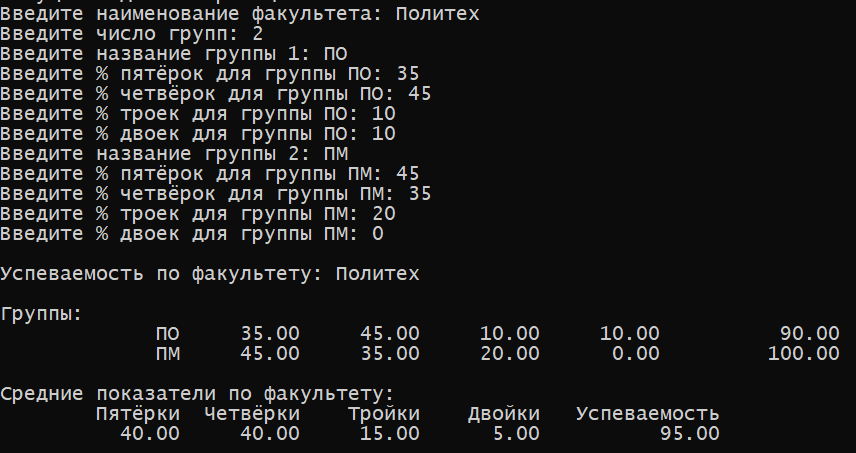 Введите наименование факультета: Политех
Введите число групп: 2
Введите название группы 1: ПО
Введите % пятёрок для группы ПО: 35
Введите % четвёрок для группы ПО: 45
Введите % троек для группы ПО: 10
Введите % двоек для группы ПО: 10
Введите название группы 2: ПМ
Введите % пятёрок для группы ПМ: 45
Введите % четвёрок для группы ПМ: 35
Введите % троек для группы ПМ: 20
Введите % двоек для группы ПМ: 0
Успеваемость по факультету: Политех
Группы:
ПО 35.00 45.00 10.00 10.00 90.00
ПМ 45.00 35.00 20.00 0.00 100.00
Средние показатели по факультету:
Пятёрки Четвёрки Тройки Двойки Успеваемость
40.00 40.00 15.00 5.00 95.00